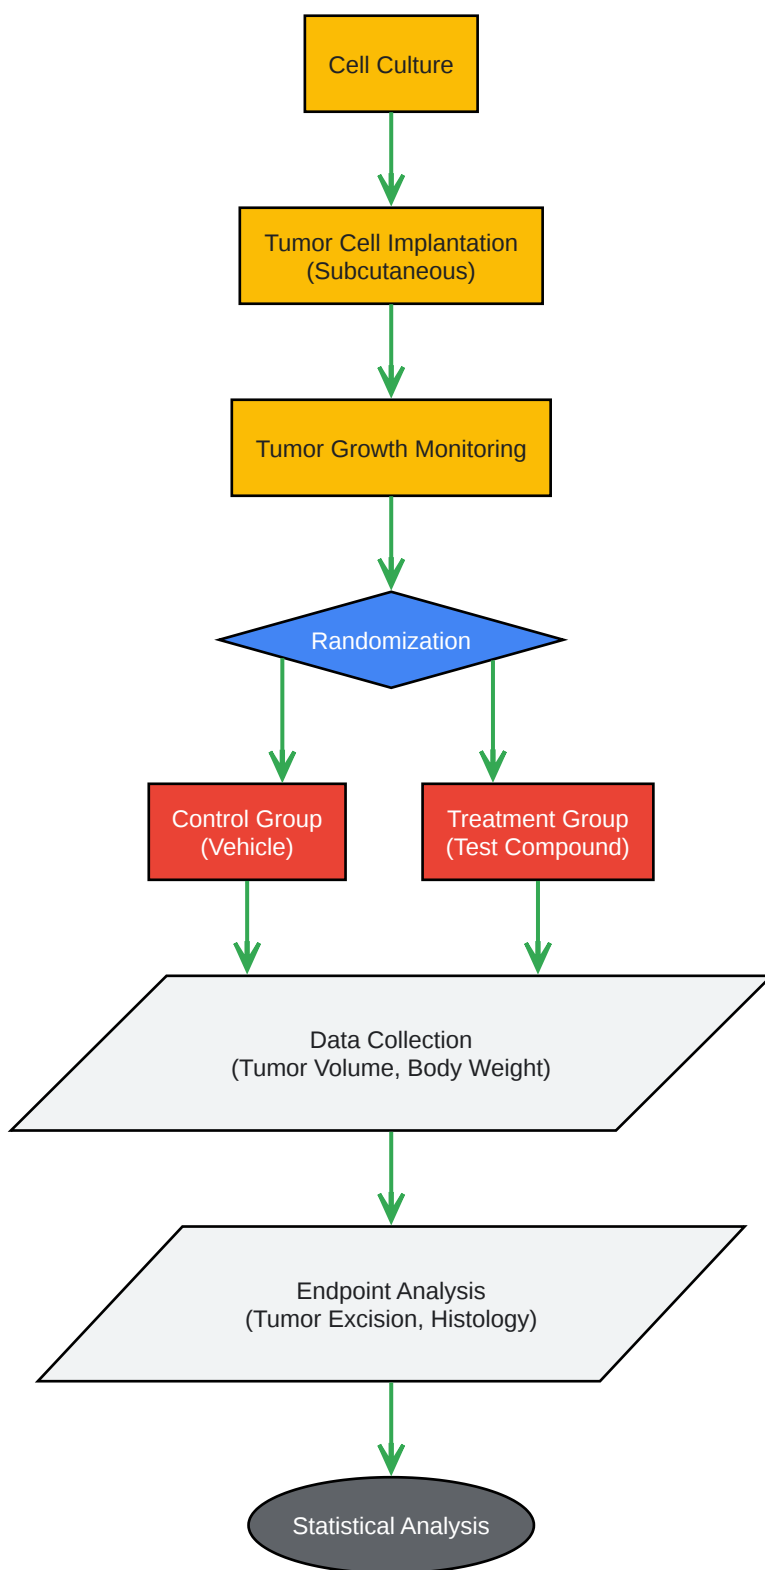 Cell Culture
Tumor Cell Implantation
(Subcutaneous)
Tumor Growth Monitoring
Randomization
Control Group
(Vehicle)
Treatment Group
(Test Compound)
Data Collection
(Tumor Volume, Body Weight)
Endpoint Analysis
(Tumor Excision, Histology)
Statistical Analysis